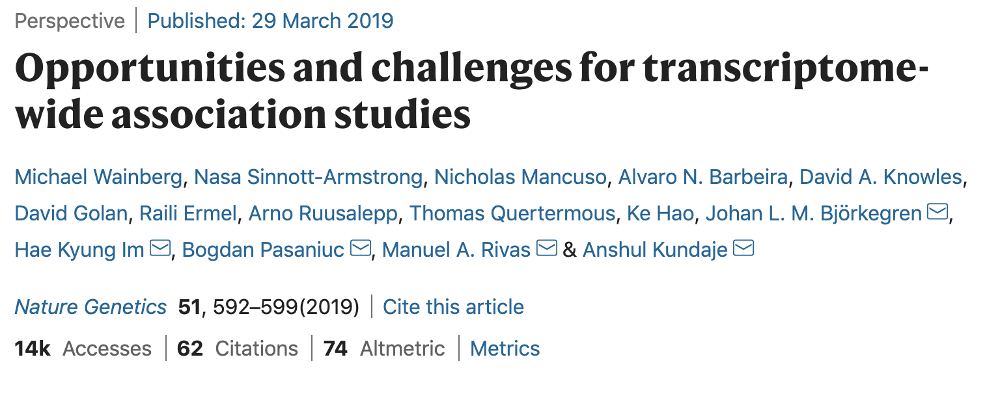 Perspective | Published: 29 March 2019
Opportunities and challenges for transcriptome-
wide association studies
Michael Wainberg, Nasa Sinnott-Armstrong, Nicholas Mancuso, Alvaro N. Barbeira, David A. Knowles,
David Golan, Raili Ermel, Arno Ruusalepp, Thomas Quertermous, Ke Hao, Johan L. M. Björkegren,
Hae Kyung Im, Bogdan Pasaniuc, Manuel A. Rivas & Anshul Kundaje
Nature Genetics 51, 592–599(2019) | Cite this article
14k Accesses | 62 Citations | 74 Altmetric | Metrics